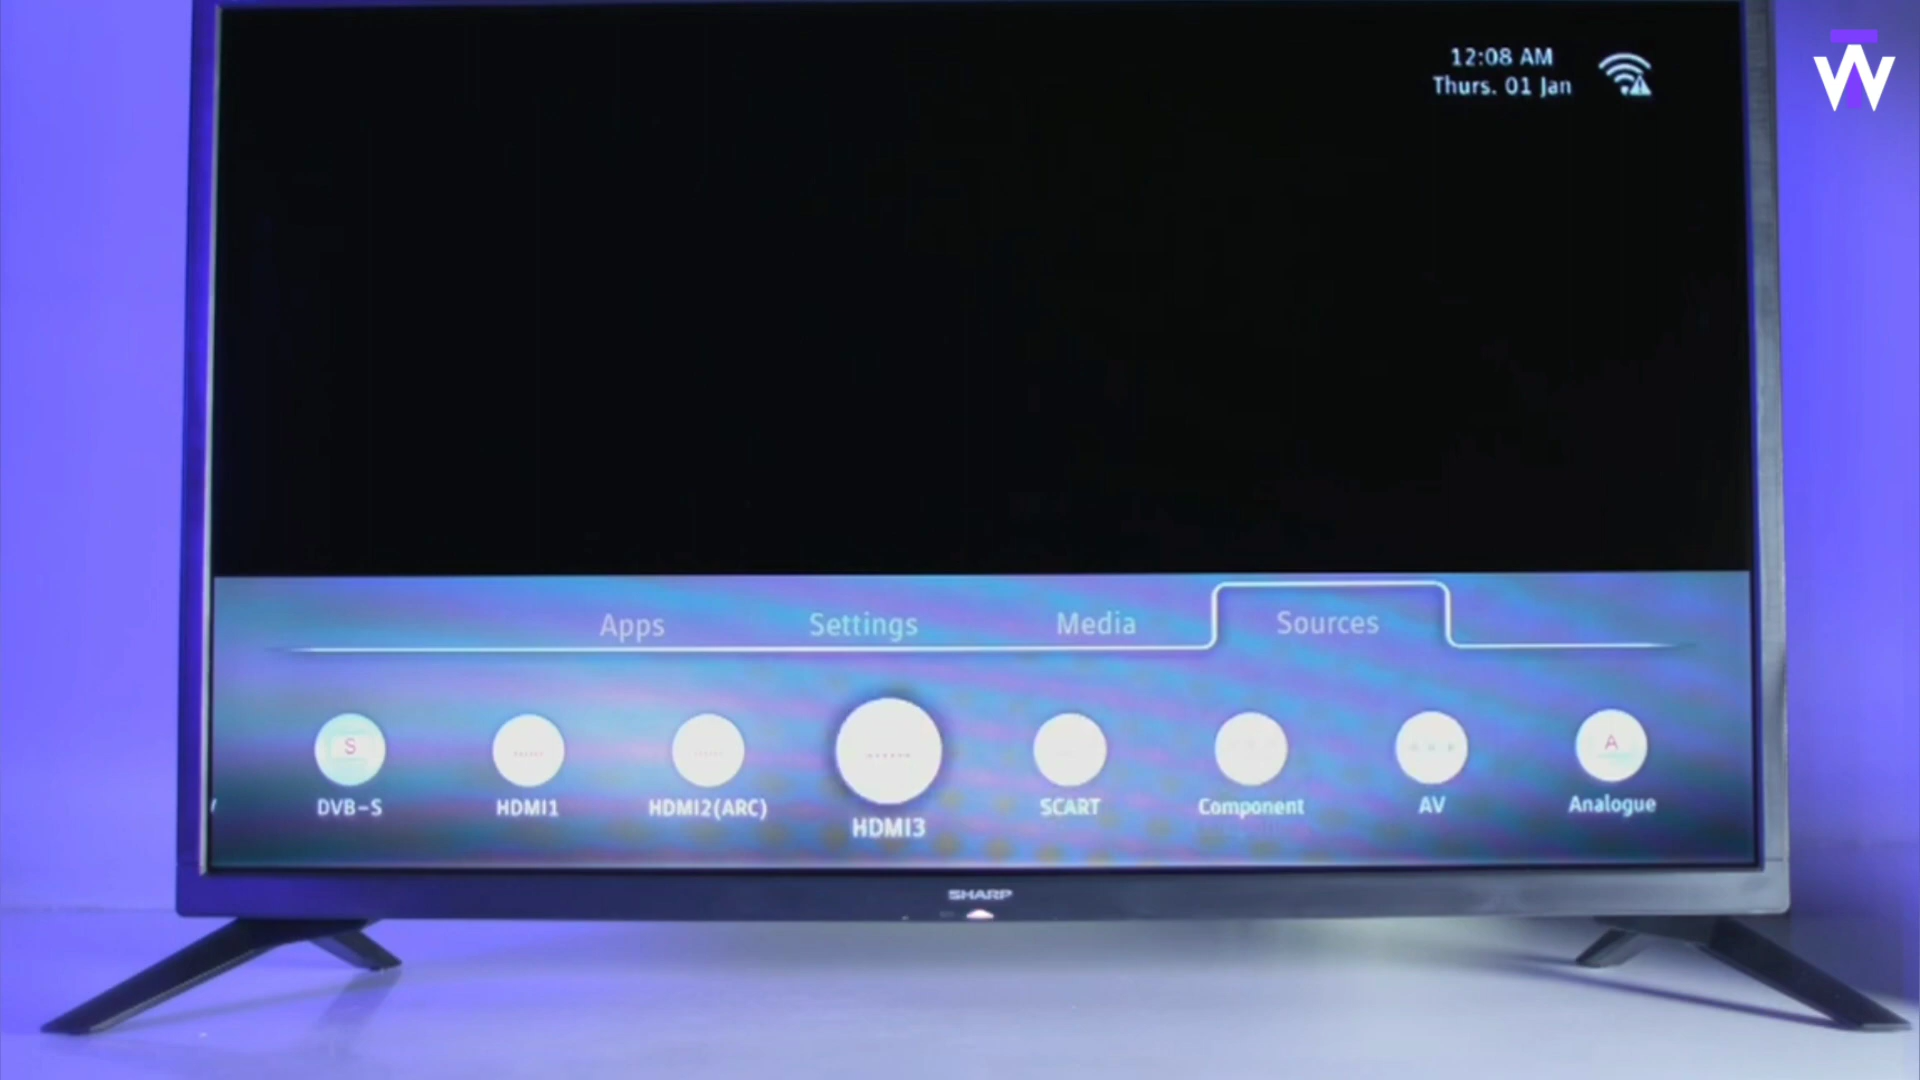 12:08 AM
Thurs. 01 Jan
W
Apps Settings Media Sources
S
A
DVB-S HDMI1 HDMI2(ARC) HDMI3 SCART Component AV Analogue
SHARP